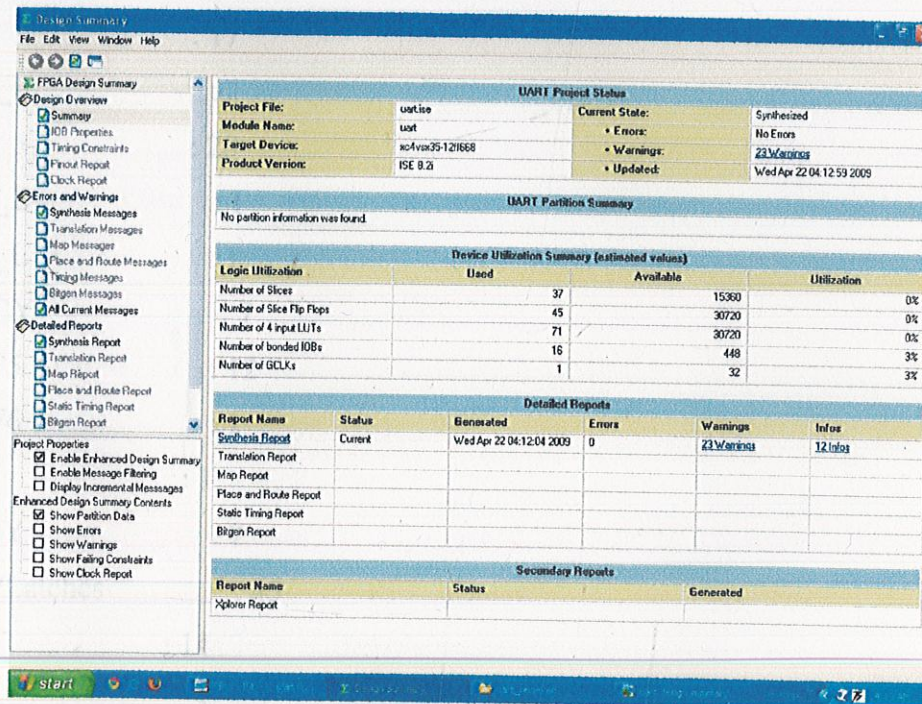 Design Summary
File Edit View Window Help
FPGA Design Summary
Design Overview
Summary
IOB Properties
Timing Constraints
Pinout Report
Clock Report
Errors and Warnings
Synthesis Messages
Translation Messages
Map Messages
Place and Route Messages
Timing Messages
Bitgen Messages
All Current Messages
Detailed Reports
Synthesis Report
Translation Report
Map Report
Place and Route Report
Static Timing Report
Bitgen Report
Project Properties
Enable Enhanced Design Summary
Enable Message Filtering
Display Incremental Messsages
Enhanced Design Summary Contents
Show Partition Data
Show Errors
Show Warnings
Show Failing Constraints
Show Clock Report
UART Project Status
Project File: uart.ise Current State: Synthesized
Module Name: uart • Errors: No Errors
Target Device: xc4vsx35-12ff668 • Warnings: 23 Warnings
Product Version: ISE 8.2i • Updated: Wed Apr 22 04:12:59 2009
UART Partition Summary
No partition information was found.
Device Utilization Summary (estimated values)
Logic Utilization Used Available Utilization
Number of Slices 37 15360 0%
Number of Slice Flip Flops 45 30720 0%
Number of 4 input LUTs 71 30720 0%
Number of bonded IOBs 16 448 3%
Number of GCLKs 1 32 3%
Detailed Reports
Report Name Status Generated Errors Warnings Infos
Synthesis Report Current Wed Apr 22 04:12:04 2009 0 23 Warnings 12 Infos
Translation Report
Map Report
Place and Route Report
Static Timing Report
Bitgen Report
Secondary Reports
Report Name Status Generated
Xplorer Report
start